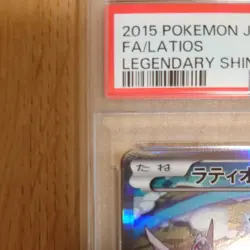 2015 POKEMON J
FA/LATIOS
LEGENDARY SHIN
たね
ラティオ